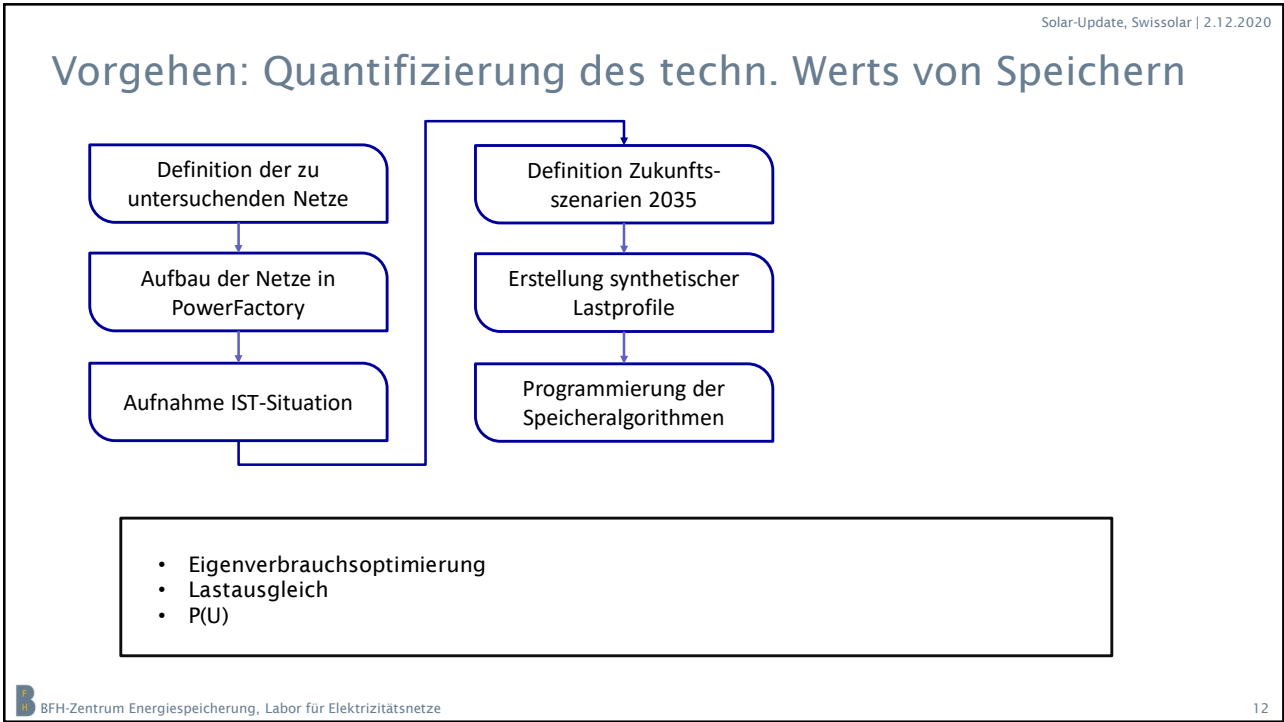 Solar-Update, Swissolar | 2.12.2020
Vorgehen: Quantifizierung des techn. Werts von Speichern
Definition der zu
untersuchenden Netze
Aufbau der Netze in
PowerFactory
Aufnahme IST-Situation
Definition Zukunfts-
szenarien 2035
Erstellung synthetischer
Lastprofile
Programmierung der
Speicheralgorithmen
• Eigenverbrauchsoptimierung
• Lastausgleich
• P(U)
B F H
BFH-Zentrum Energiespeicherung, Labor für Elektrizitätsnetze
12